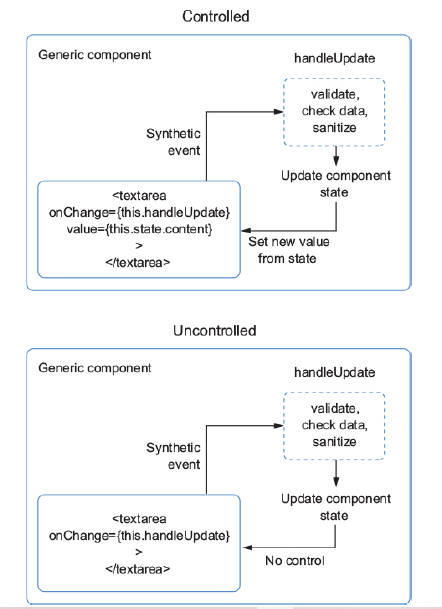 Controlled
Generic component
handleUpdate
validate,
check data,
sanitize
Synthetic
event
Update component
state
<textarea
onChange={this.handleUpdate}
value={this.state.content}
>
</textarea>
Set new value
from state
Uncontrolled
Generic component
handleUpdate
validate,
check data,
sanitize
Synthetic
event
Update component
state
<textarea
onChange={this.handleUpdate}
>
</textarea>
No control